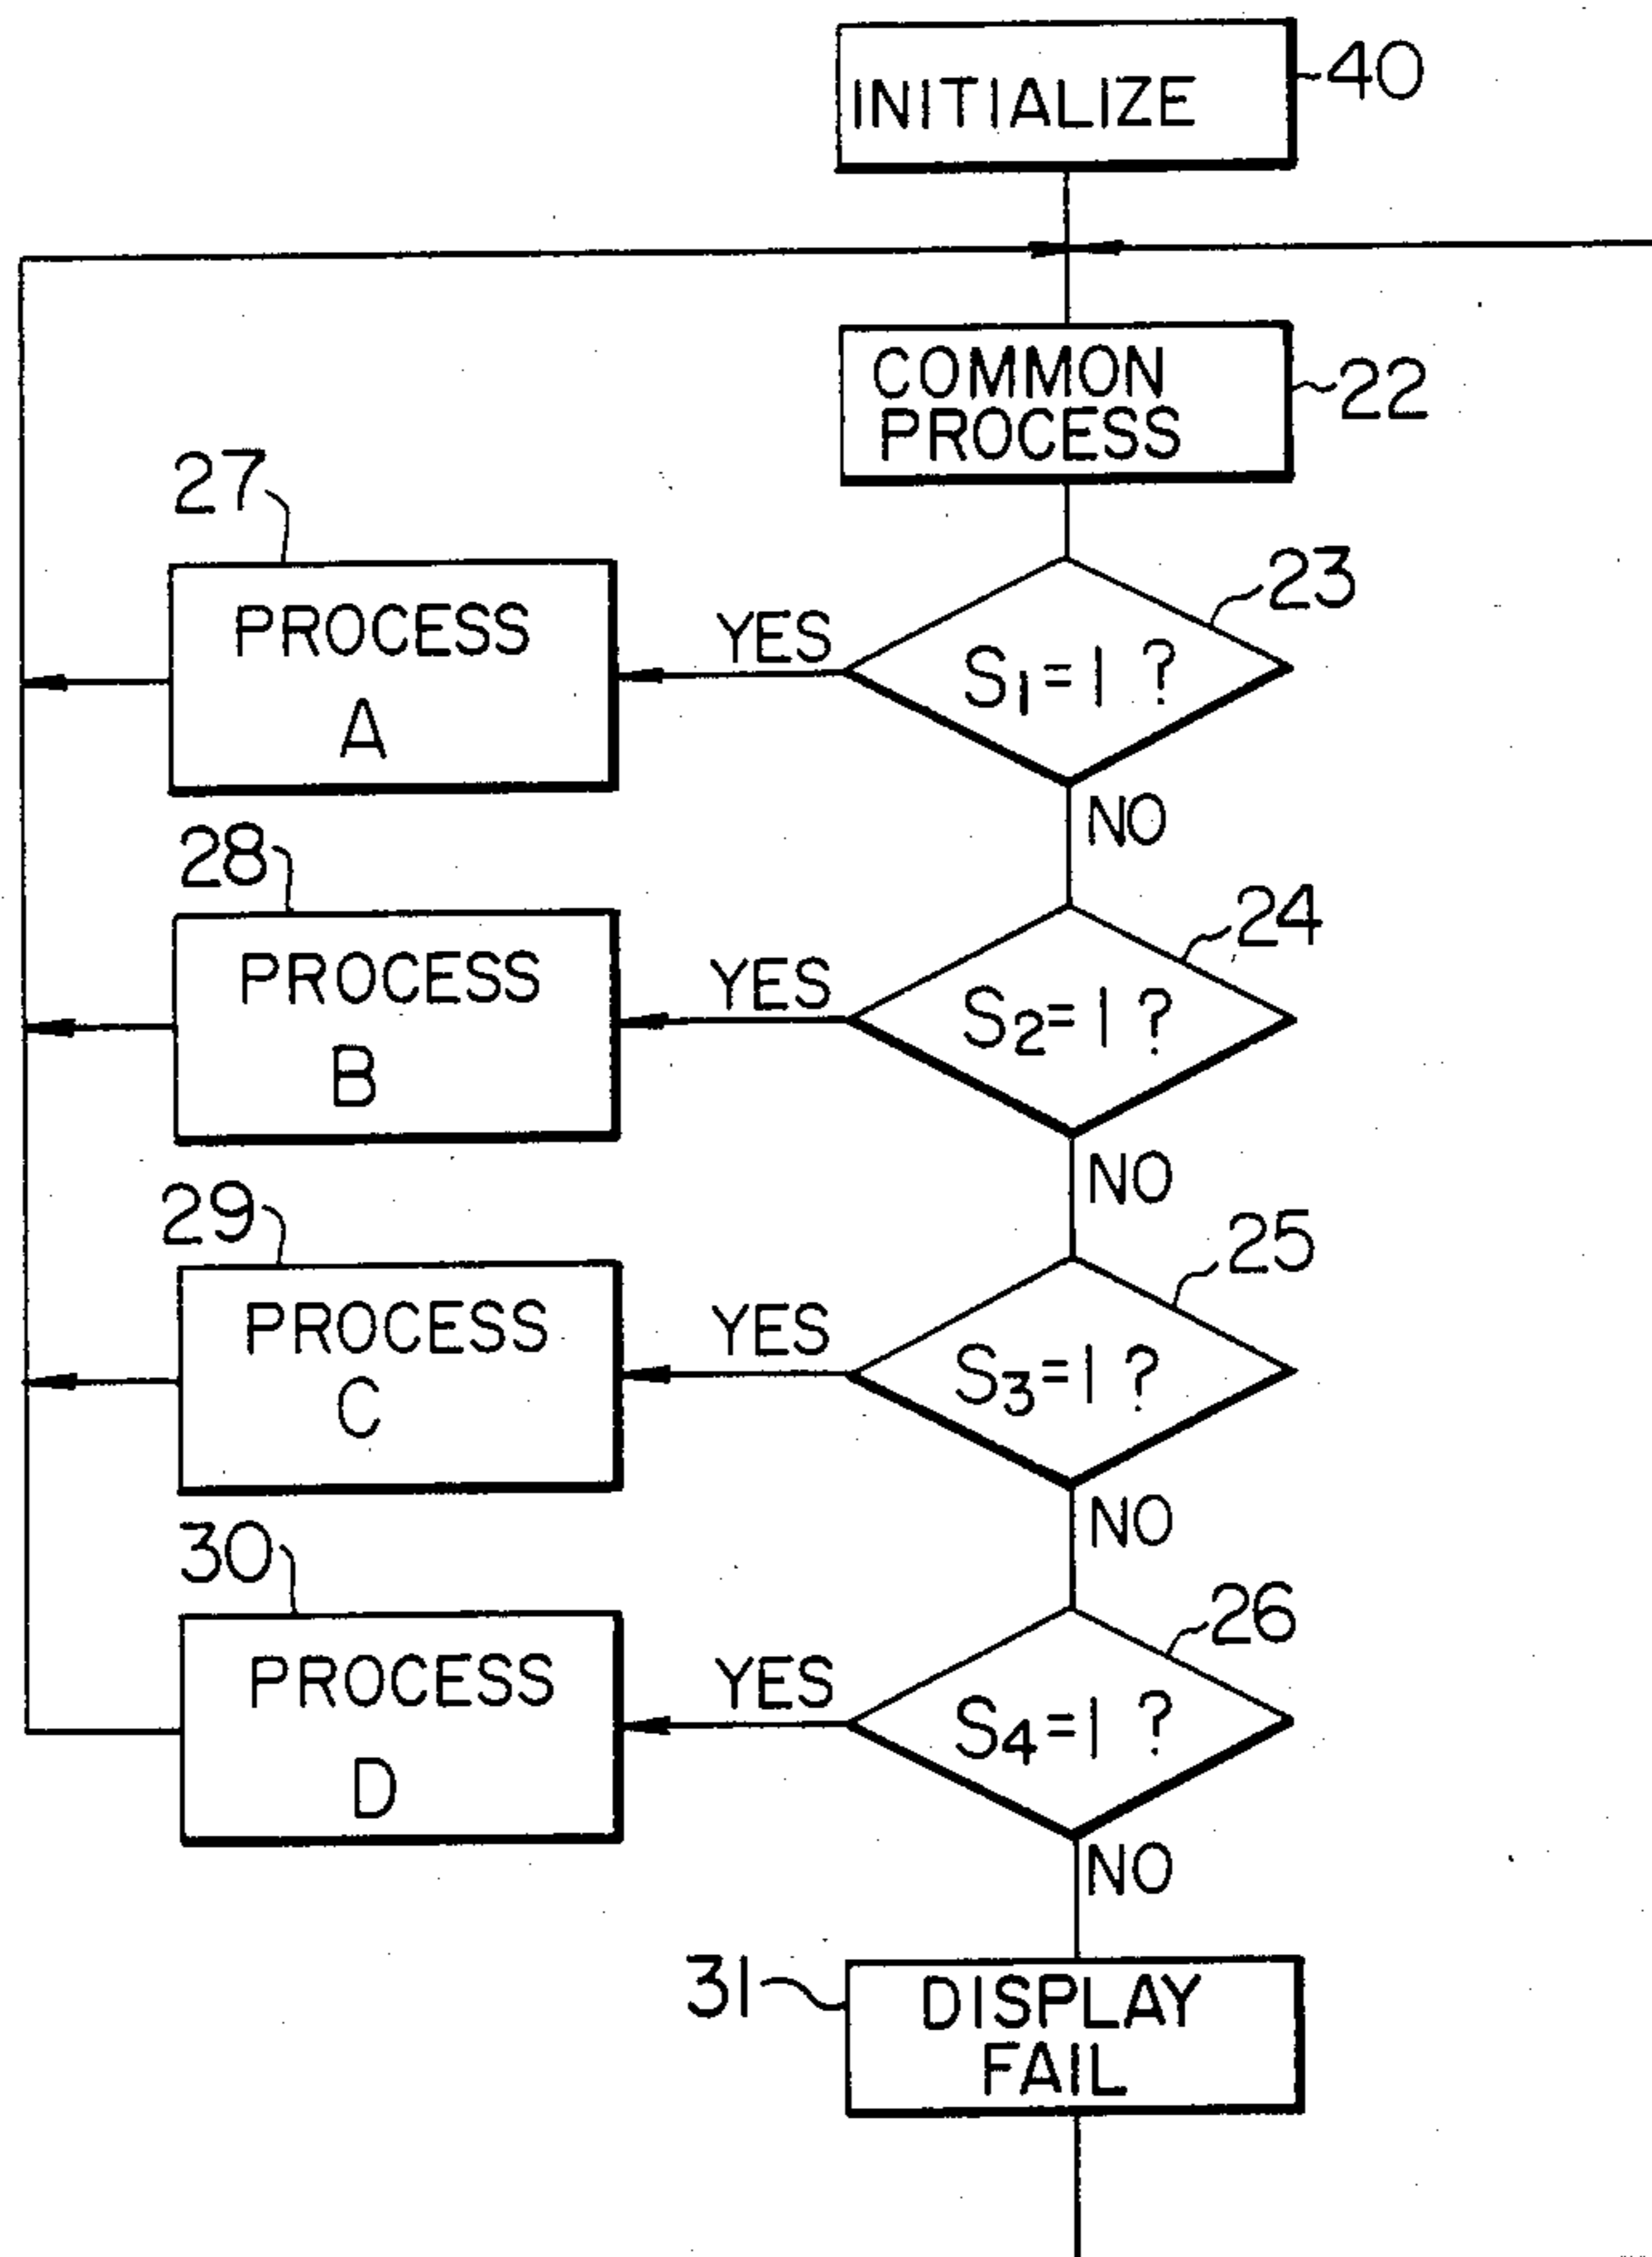 INITIALIZE
40
COMMON
PROCESS
22
27
PROCESS
A
YES
S1=1 ?
23
NO
28
PROCESS
B
YES
S2=1 ?
24
NO
29
PROCESS
C
YES
S3=1 ?
25
NO
30
PROCESS
D
YES
S4=1 ?
26
NO
31
DISPLAY
FAIL